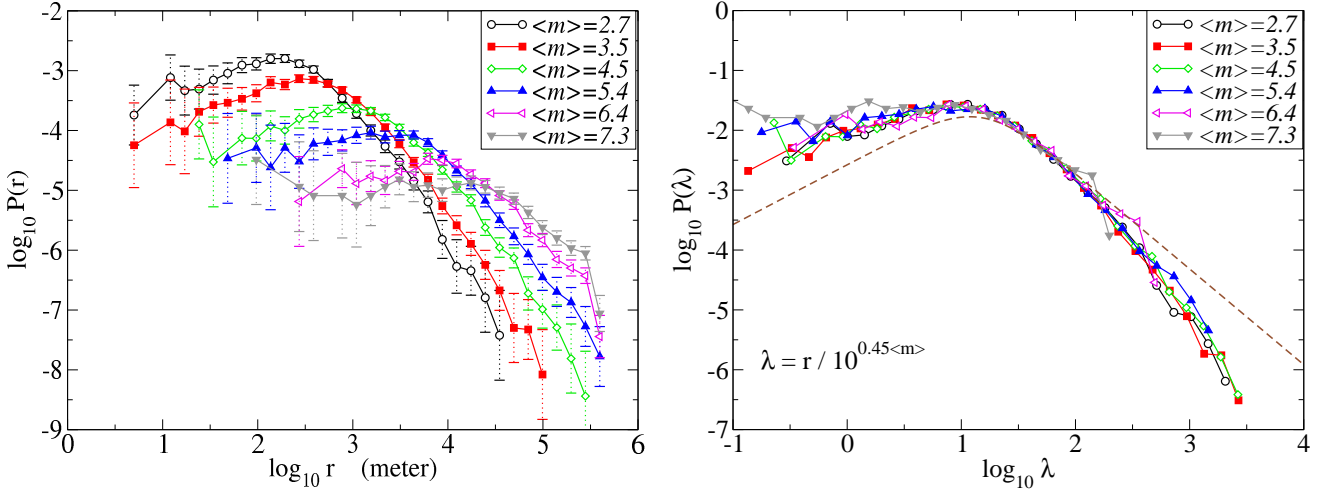 -2
-3
-4
-5
-6
-7
-8
-9
log10 P(r)
0 1 2 3 4 5 6
log10 r (meter)
<m>=2.7
<m>=3.5
<m>=4.5
<m>=5.4
<m>=6.4
<m>=7.3
0
-1
-2
-3
-4
-5
-6
-7
log10 P(λ)
-1 0 1 2 3 4
log10 λ
<m>=2.7
<m>=3.5
<m>=4.5
<m>=5.4
<m>=6.4
<m>=7.3
λ = r / 10^0.45<m>